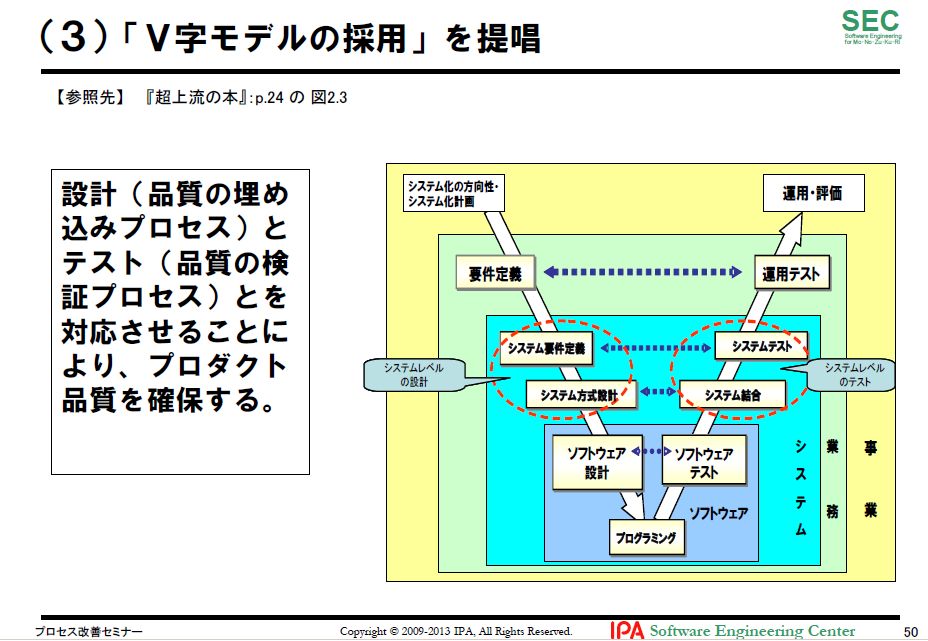 （３）「Ｖ字モデルの採用」を提唱
SEC
Software Engineering
for Mo･No･Zu･Ku･Ri
【参照先】 『超上流の本』:p.24 の 図2.3
設計（品質の埋め
込みプロセス）と
テスト（品質の検
証プロセス）とを
対応させることに
より、プロダクト
品質を確保する。
システム化の方向性・
システム化計画
運用・評価
要件定義
運用テスト
システム要件定義
システムテスト
システムレベル
の設計
システムレベル
のテスト
システム方式設計
システム結合
ソフトウェア
設計
ソフトウェア
テスト
ソフトウェア
プログラミング
システム
業務
事業
プロセス改善セミナー
Copyright © 2009-2013 IPA, All Rights Reserved.
IPA Software Engineering Center
50